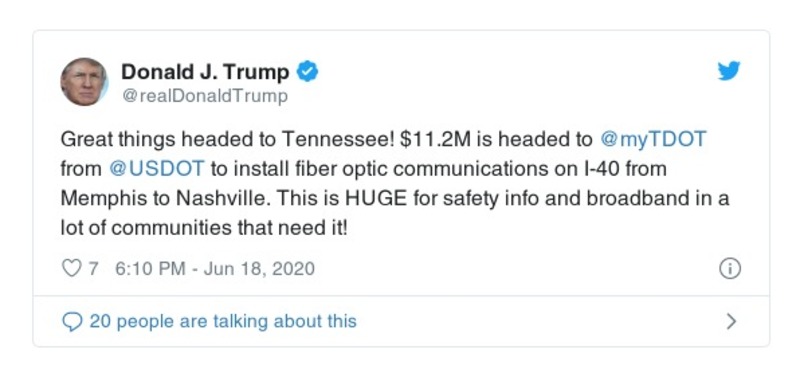 Donald J. Trump
@realDonaldTrump
Great things headed to Tennessee! $11.2M is headed to @myTDOT
from @USDOT to install fiber optic communications on I-40 from
Memphis to Nashville. This is HUGE for safety info and broadband in a
lot of communities that need it!
7 6:10 PM - Jun 18, 2020
20 people are talking about this